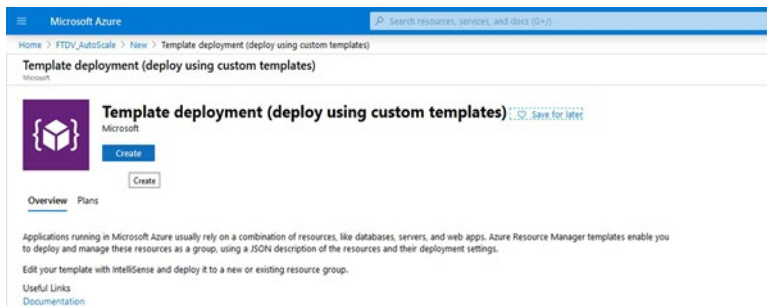 Microsoft Azure
Search resources, services, and docs (G+/)
Home > FTDV_AutoScale > New > Template deployment (deploy using custom templates)
Template deployment (deploy using custom templates)
Microsoft
Template deployment (deploy using custom templates)
Save for later
Microsoft
Create
Create
Overview Plans
Applications running in Microsoft Azure usually rely on a combination of resources, like databases, servers, and web apps. Azure Resource Manager templates enable you
to deploy and manage these resources as a group, using a JSON description of the resources and their deployment settings.
Edit your template with IntelliSense and deploy it to a new or existing resource group.
Useful Links
Documentation